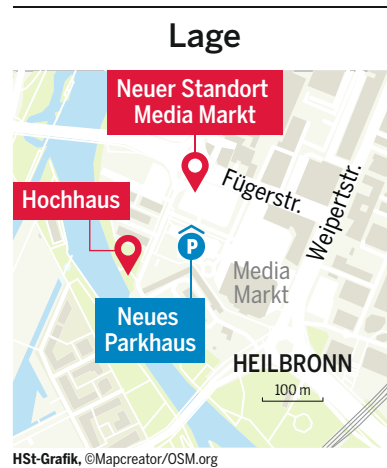 Lage
Neuer Standort
Media Markt
Fügerstr.
Weipertstr.
Hochhaus
P
Media
Markt
Neues
Parkhaus
HEILBRONN
100 m
HSt-Grafik, ©Mapcreator/OSM.org